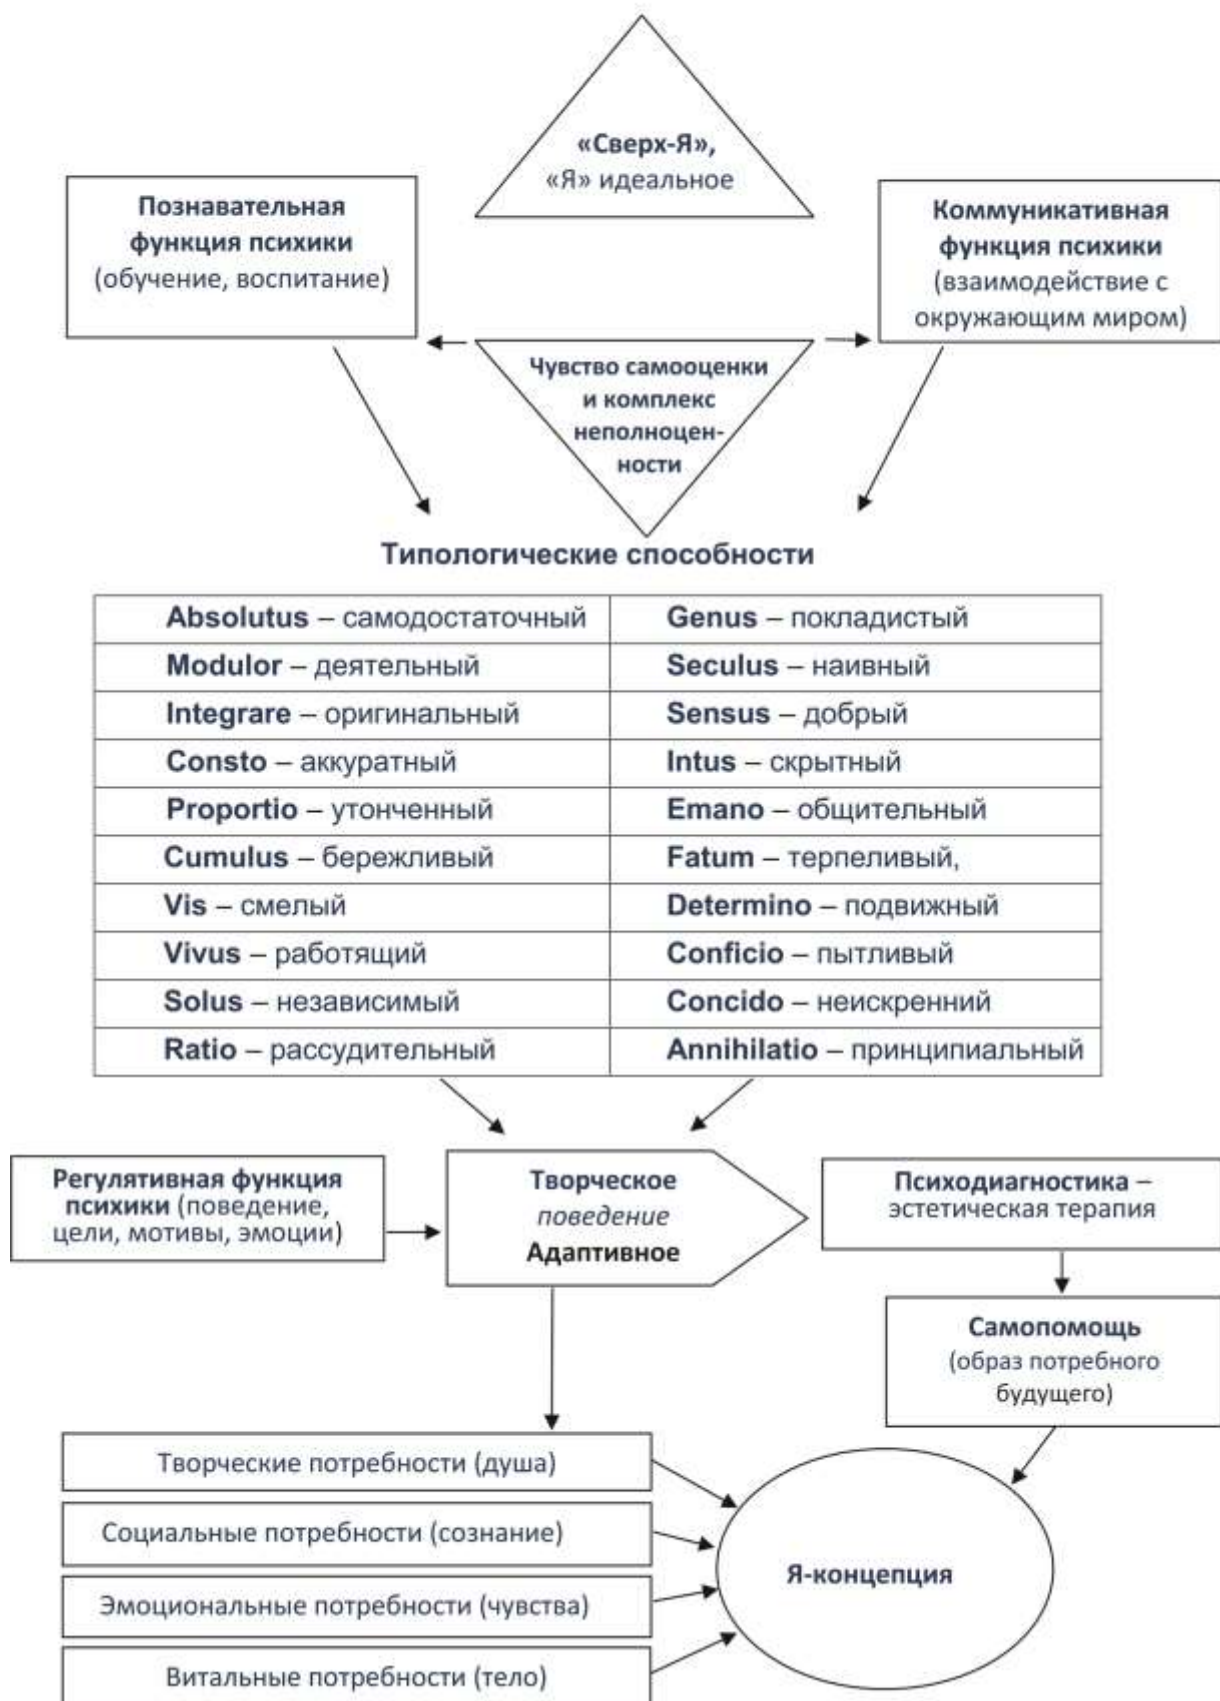 «Сверх-Я»,
«Я» идеальное
Познавательная
функция психики
(обучение, воспитание)
Коммуникативная
функция психики
(взаимодействие с
окружающим миром)
Чувство самооценки
и комплекс
неполноцен-
ности
Типологические способности
Absolutus – самодостаточный
Genus – покладистый
Modulor – деятельный
Seculus – наивный
Integrare – оригинальный
Sensus – добрый
Consto – аккуратный
Intus – скрытный
Proportio – утонченный
Emano – общительный
Cumulus – бережливый
Fatum – терпеливый,
Vis – смелый
Determino – подвижный
Vivus – работящий
Conficio – пытливый
Solus – независимый
Concido – неискренний
Ratio – рассудительный
Annihilatio – принципиальный
Регулятивная функция
психики (поведение,
цели, мотивы, эмоции)
Творческое
поведение
Адаптивное
Психодиагностика –
эстетическая терапия
Самопомощь
(образ потребного
будущего)
Творческие потребности (душа)
Социальные потребности (сознание)
Эмоциональные потребности (чувства)
Витальные потребности (тело)
Я-концепция